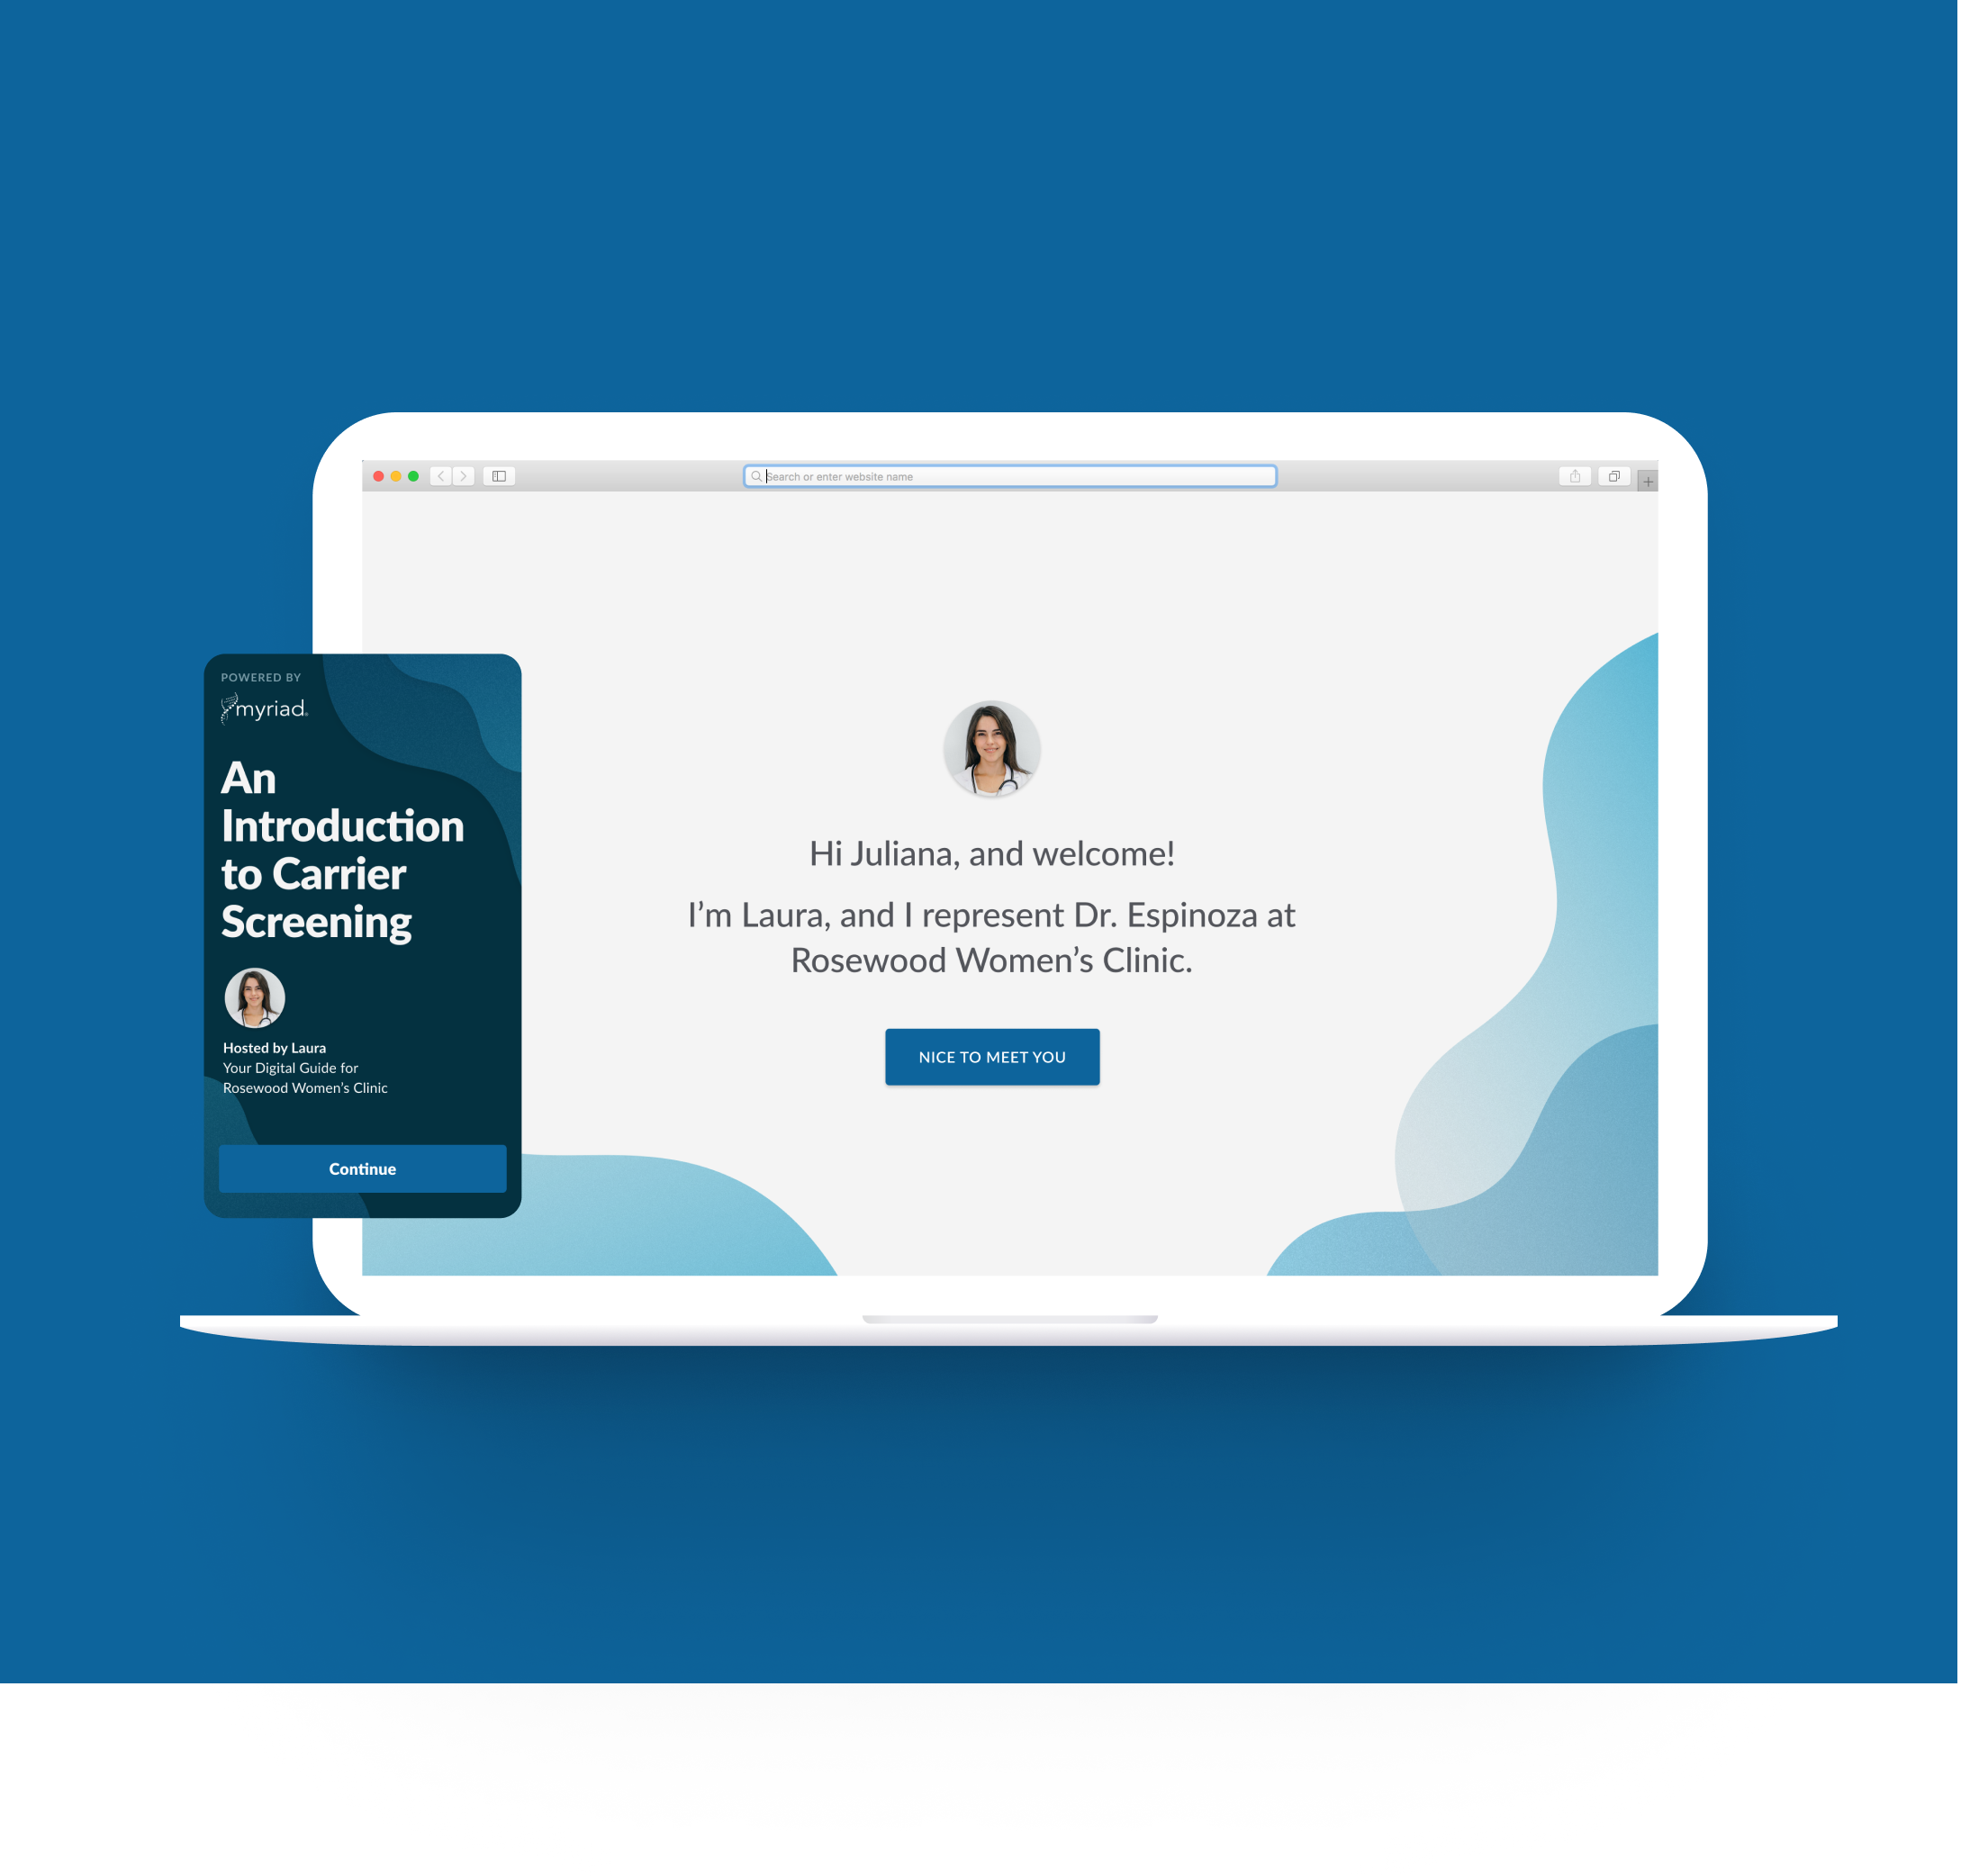 Search or enter website name
POWERED BY
myriad®
An
Introduction
to Carrier
Screening
Hosted by Laura
Your Digital Guide for
Rosewood Women’s Clinic
Continue
Hi Juliana, and welcome!
I’m Laura, and I represent Dr. Espinoza at
Rosewood Women’s Clinic.
NICE TO MEET YOU